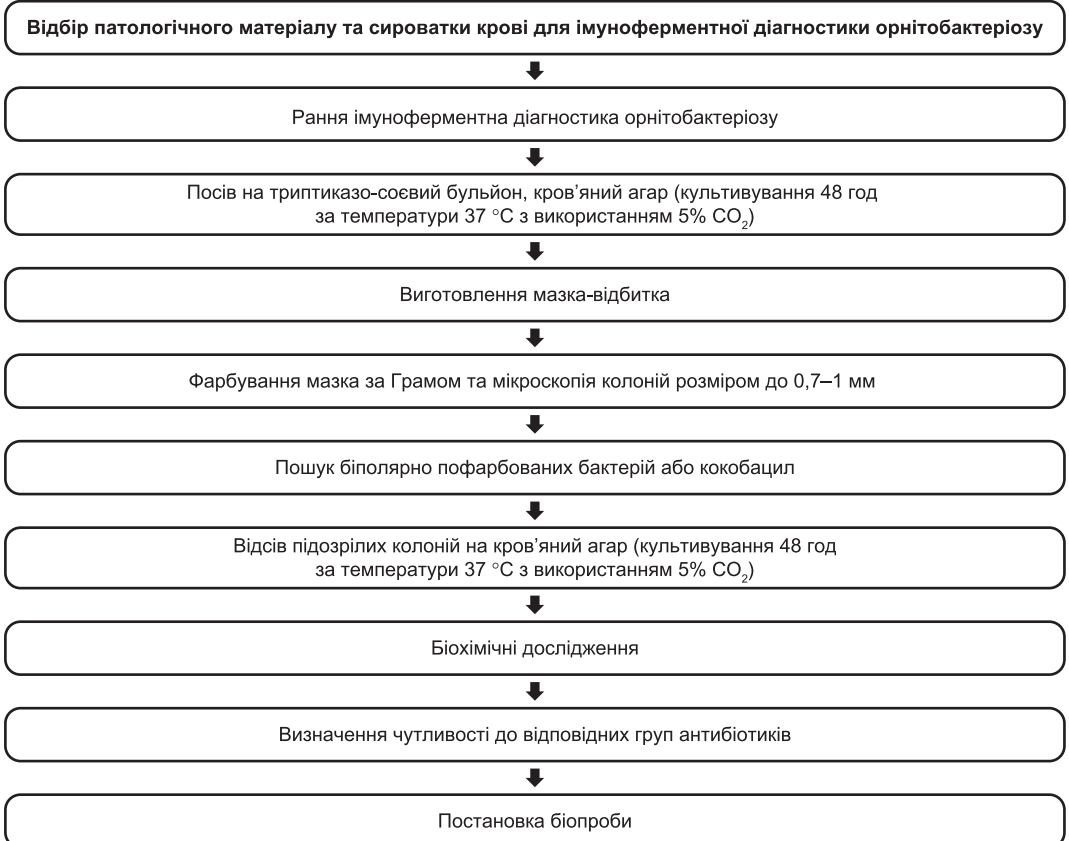 Відбір патологічного матеріалу та сироватки крові для імуноферментної діагностики орнітобактеріозу
Рання імуноферментна діагностика орнітобактеріозу
Посів на триптиказо-соєвий бульйон, кров’яний агар (культивування 48 год
за температури 37 °С з використанням 5% СО₂)
Виготовлення мазка-відбитка
Фарбування мазка за Грамом та мікроскопія колоній розміром до 0,7–1 мм
Пошук біполярно пофарбованих бактерій або кокобацил
Відсів підозрілих колоній на кров’яний агар (культивування 48 год
за температури 37 °С з використанням 5% СО₂)
Біохімічні дослідження
Визначення чутливості до відповідних груп антибіотиків
Постановка біопроби